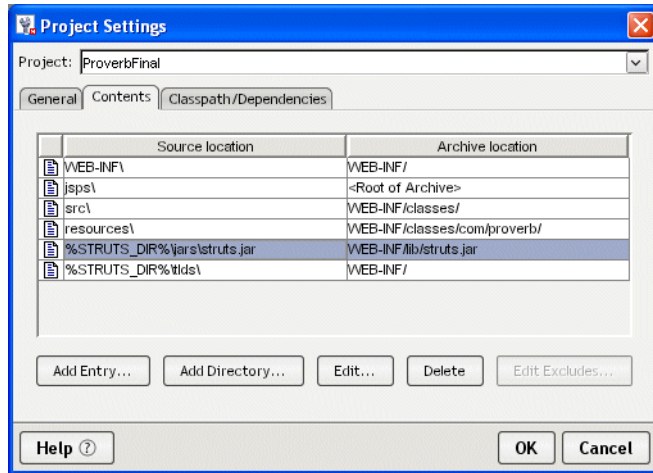 Project Settings
Project: ProverbFinal
General Contents Classpath/Dependencies
Source location Archive location
WEB-INF\ WEB-INF/
jsps\ <Root of Archive>
src\ WEB-INF/classes/
resources\ WEB-INF/classes/com/proverb/
%STRUTS_DIR%\jars\struts.jar WEB-INF/lib/struts.jar
%STRUTS_DIR%\tlds\ WEB-INF/
Add Entry... Add Directory... Edit... Delete Edit Excludes...
Help ? OK Cancel